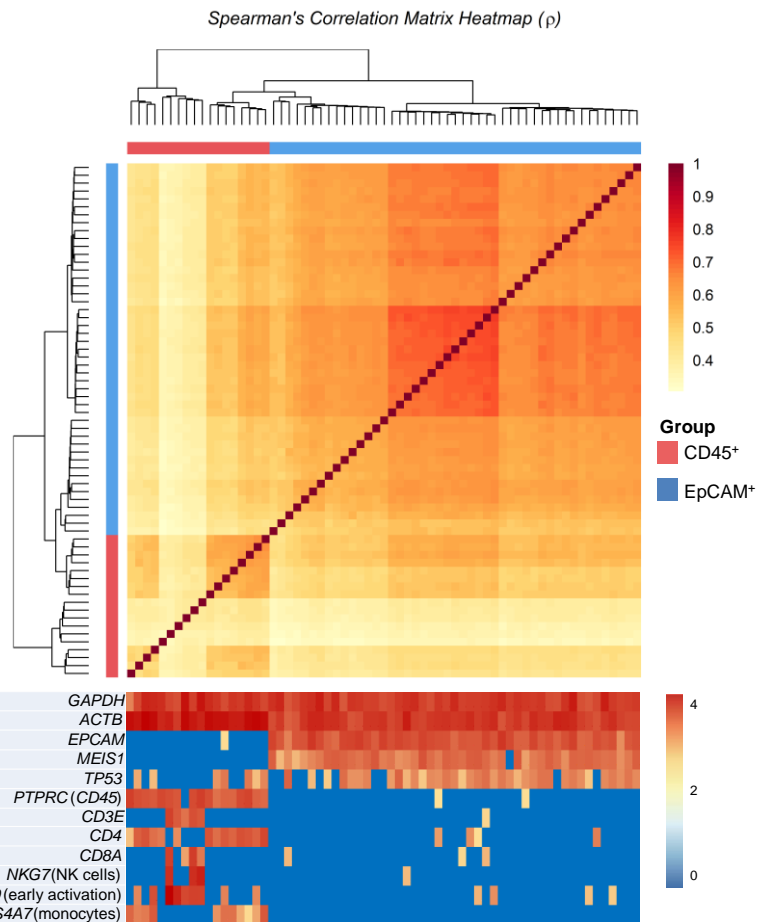 Spearman's Correlation Matrix Heatmap (ρ)
1
0.9
0.8
0.7
0.6
0.5
0.4
Group
CD45⁺
EpCAM⁺
GAPDH
ACTB
EPCAM
MEIS1
TP53
PTPRC (CD45)
CD3E
CD4
CD8A
NKG7(NK cells)
(early activation)
S4A7(monocytes)
4
2
0